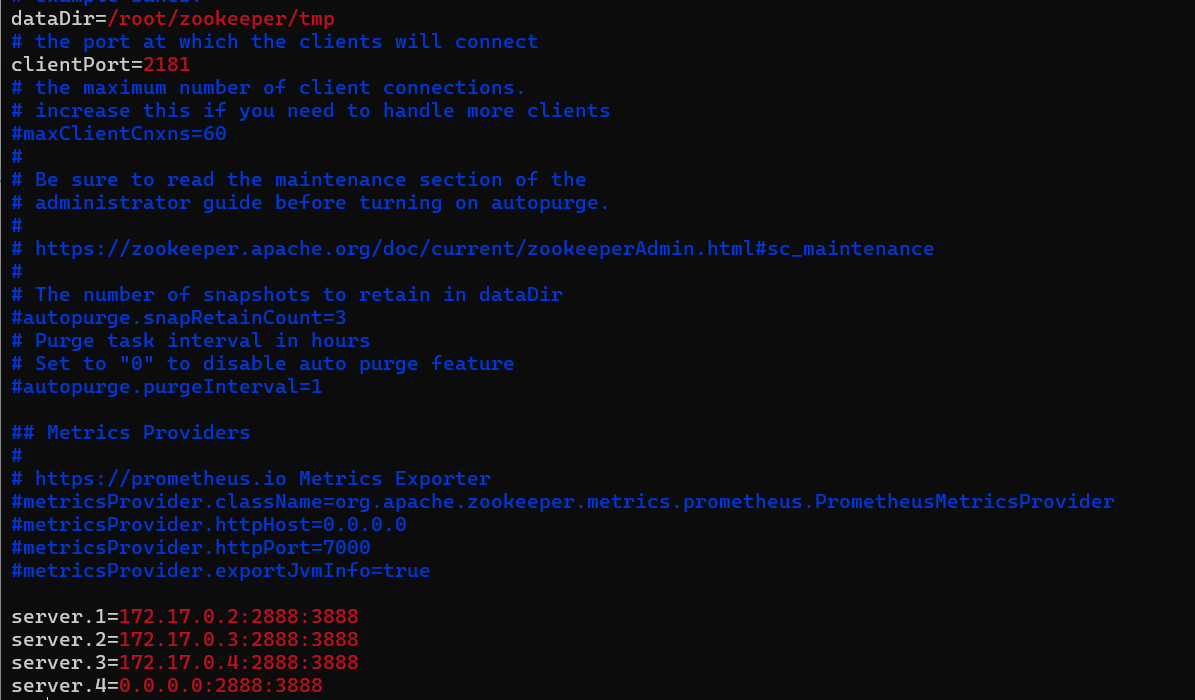 dataDir=/root/zookeeper/tmp
# the port at which the clients will connect
clientPort=2181
# the maximum number of client connections.
# increase this if you need to handle more clients
#maxClientCnxns=60
#
# Be sure to read the maintenance section of the
# administrator guide before turning on autopurge.
#
# https://zookeeper.apache.org/doc/current/zookeeperAdmin.html#sc_maintenance
#
# The number of snapshots to retain in dataDir
#autopurge.snapRetainCount=3
# Purge task interval in hours
# Set to "0" to disable auto purge feature
#autopurge.purgeInterval=1

## Metrics Providers
#
# https://prometheus.io Metrics Exporter
#metricsProvider.className=org.apache.zookeeper.metrics.prometheus.PrometheusMetricsProvider
#metricsProvider.httpHost=0.0.0.0
#metricsProvider.httpPort=7000
#metricsProvider.exportJvmInfo=true

server.1=172.17.0.2:2888:3888
server.2=172.17.0.3:2888:3888
server.3=172.17.0.4:2888:3888
server.4=0.0.0.0:2888:3888